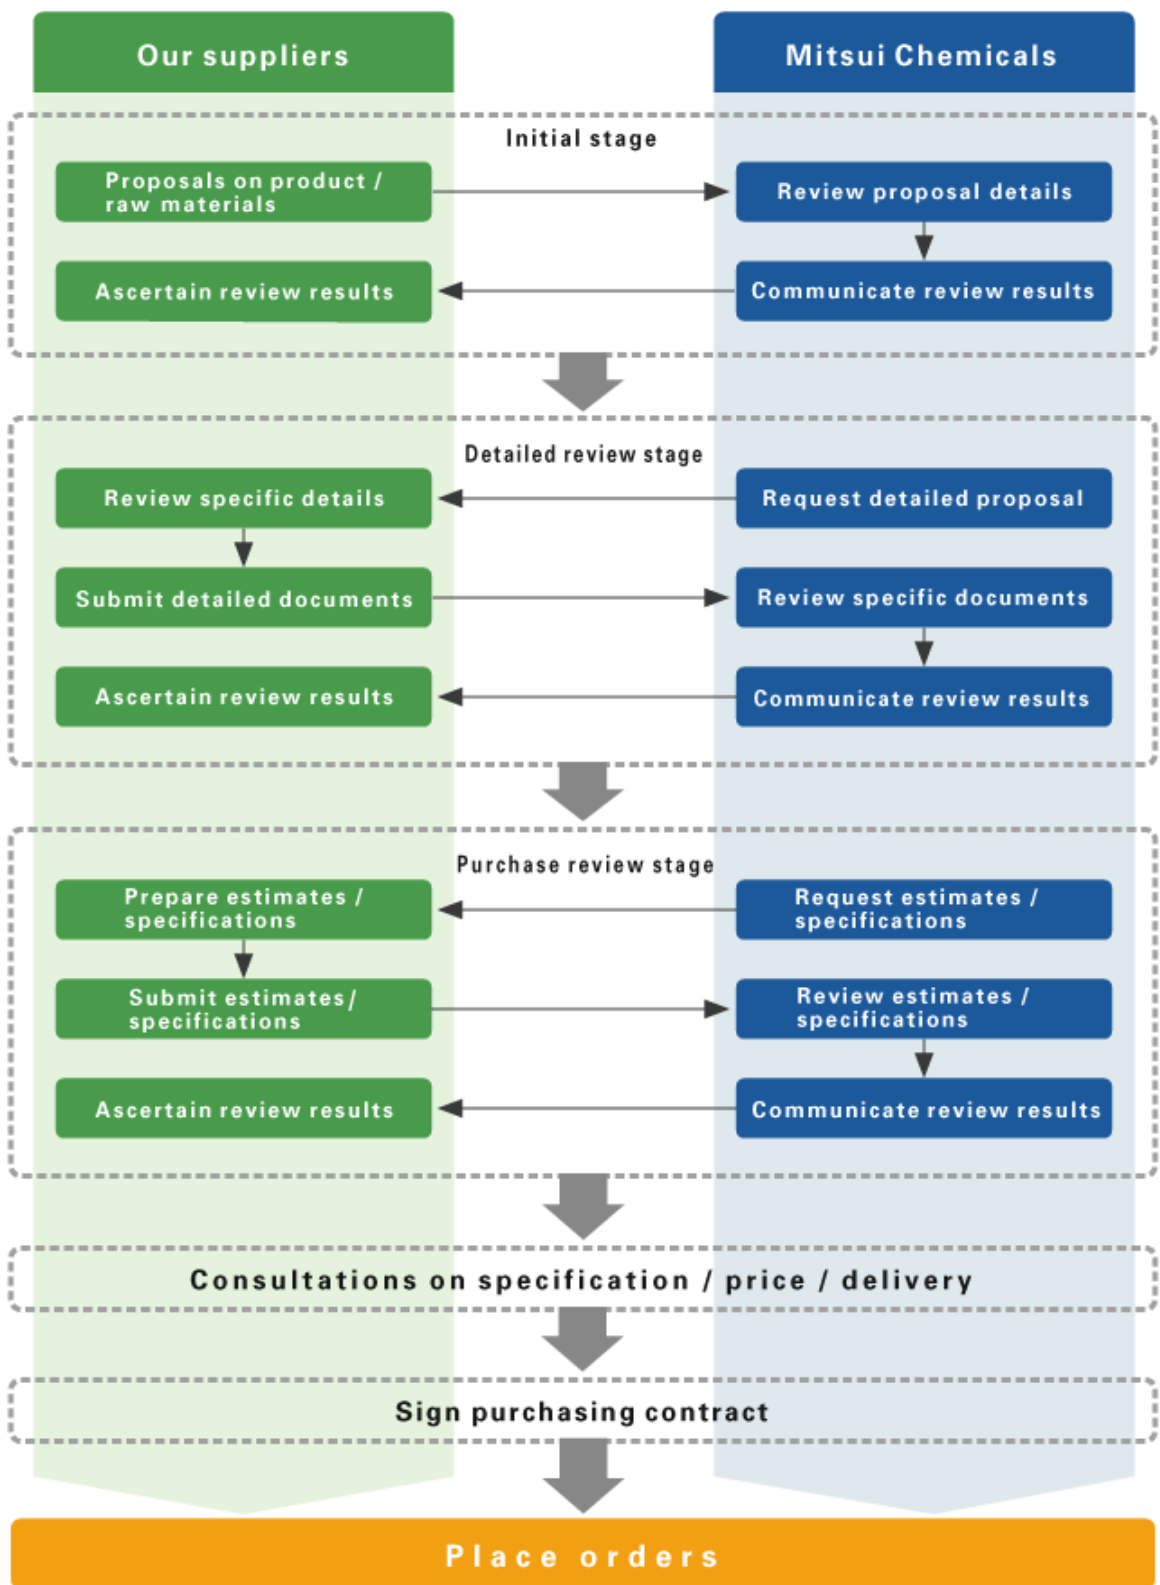 Our suppliers
Mitsui Chemicals
Initial stage
Proposals on product /
raw materials
Review proposal details
Ascertain review results
Communicate review results
Detailed review stage
Review specific details
Request detailed proposal
Submit detailed documents
Review specific documents
Ascertain review results
Communicate review results
Purchase review stage
Prepare estimates /
specifications
Request estimates /
specifications
Submit estimates/
specifications
Review estimates /
specifications
Ascertain review results
Communicate review results
Consultations on specification / price / delivery
Sign purchasing contract
Place orders